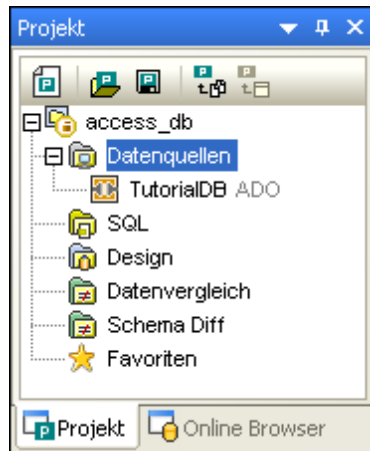 Projekt
access_db
Datenquellen
TutorialDB ADO
SQL
Design
Datenvergleich
Schema Diff
Favoriten
Projekt Online Browser